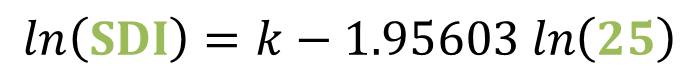 ln(SDI) = k − 1.95603 ln(25)